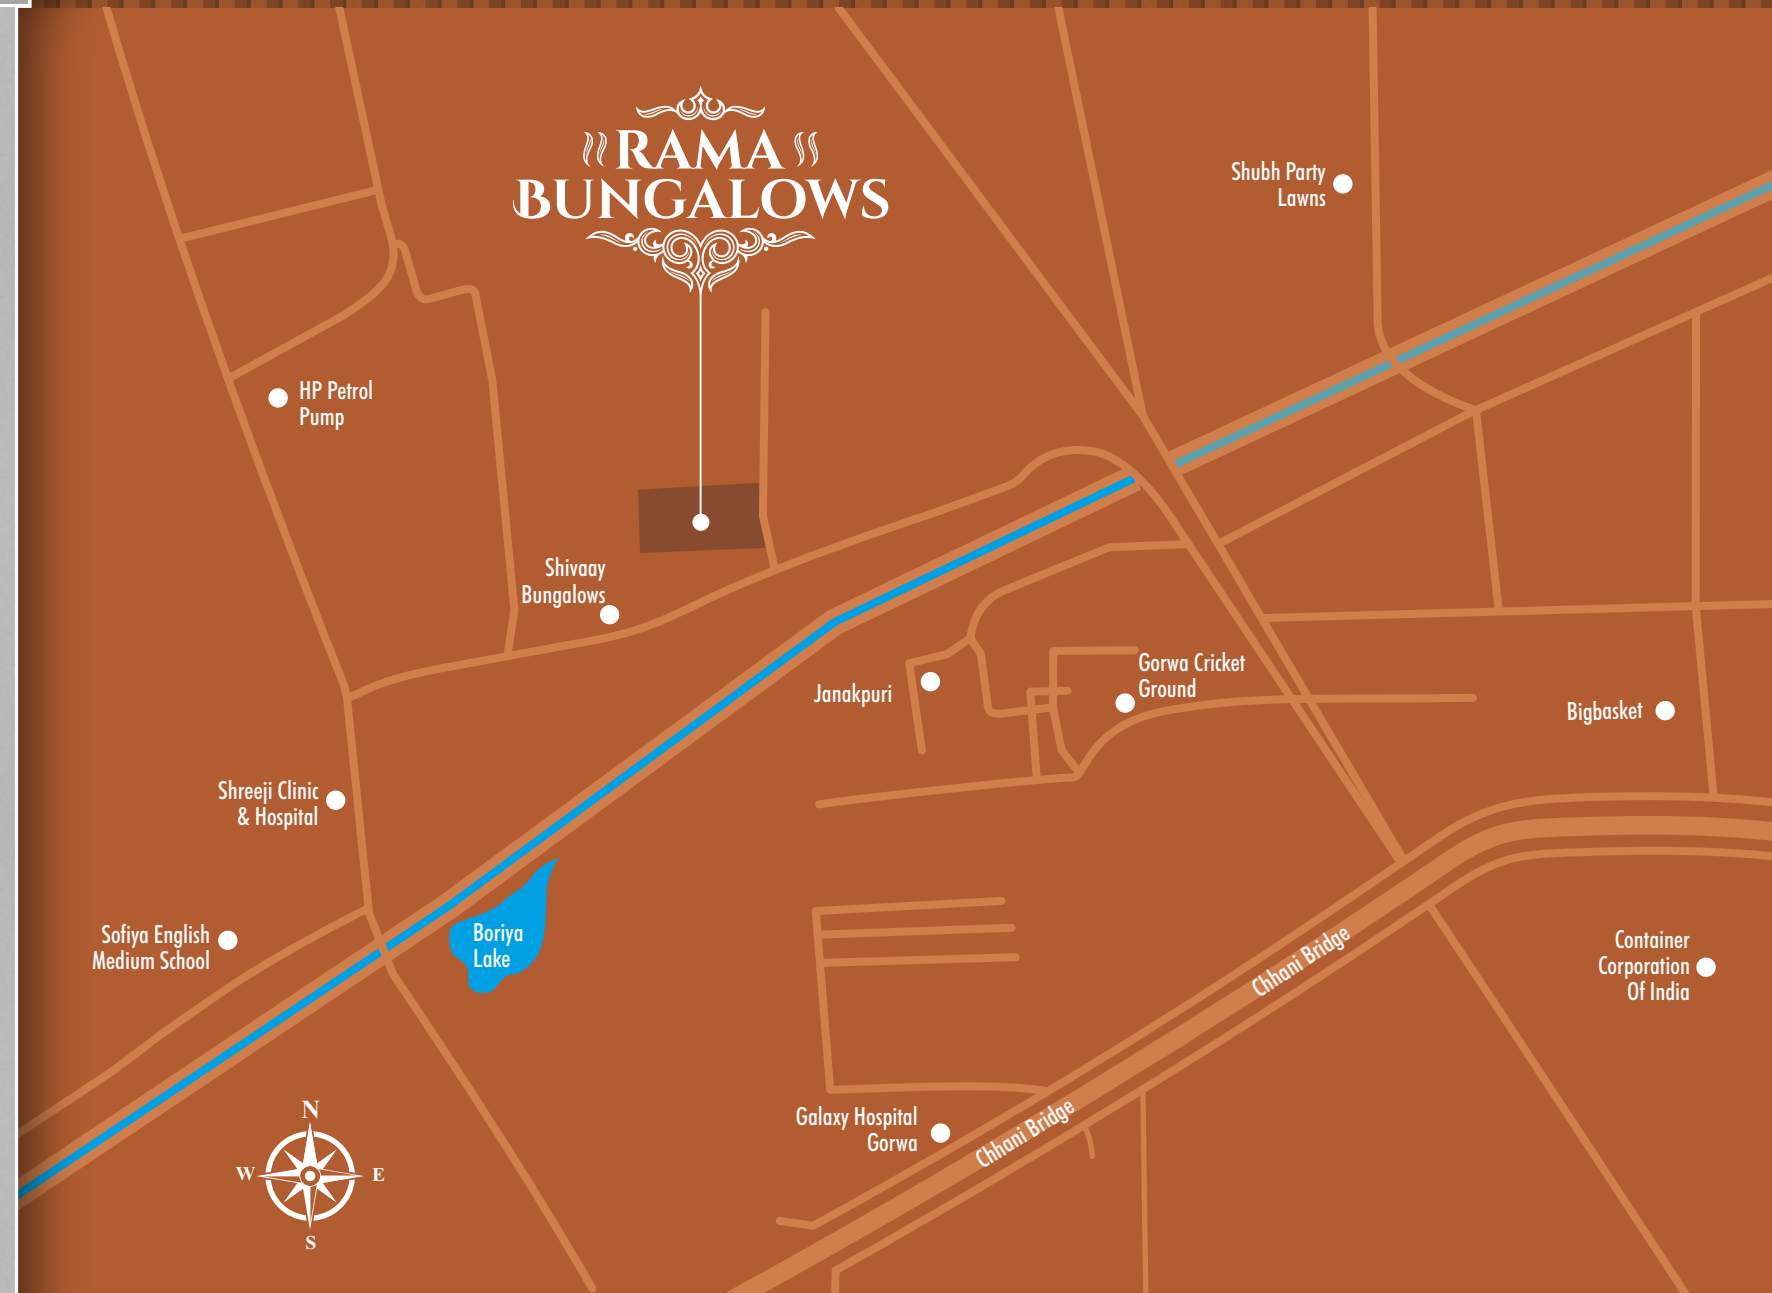 RAMA
BUNGALOWS
Shubh Party
Lawns
HP Petrol
Pump
Shivaay
Bungalows
Janakpuri
Gorwa Cricket
Ground
Bigbasket
Shreeji Clinic
& Hospital
Sofiya English
Medium School
Boriya
Lake
Chhani Bridge
Container
Corporation
Of India
Galaxy Hospital
Gorwa
Chhani Bridge
N
W
E
S